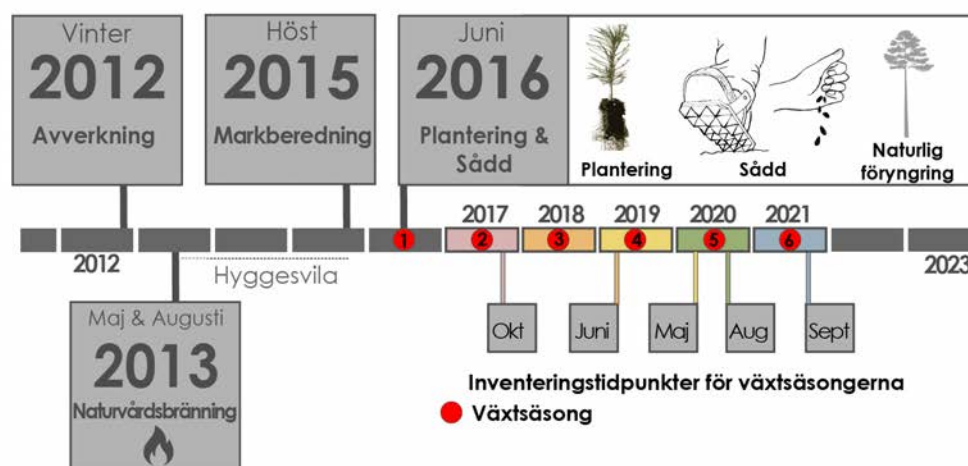 Vinter
2012
Avverkning
Höst
2015
Markberedning
Juni
2016
Plantering &
Sådd
Plantering
Sådd
Naturlig
föryngring
2017
2018
2019
2020
2021
1
2
3
4
5
6
2012
2023
Hyggesvila
Maj & Augusti
2013
Naturvårdsbränning
Okt
Juni
Maj
Aug
Sept
Inventeringstidpunkter för växtsäsongerna
Växtsäsong